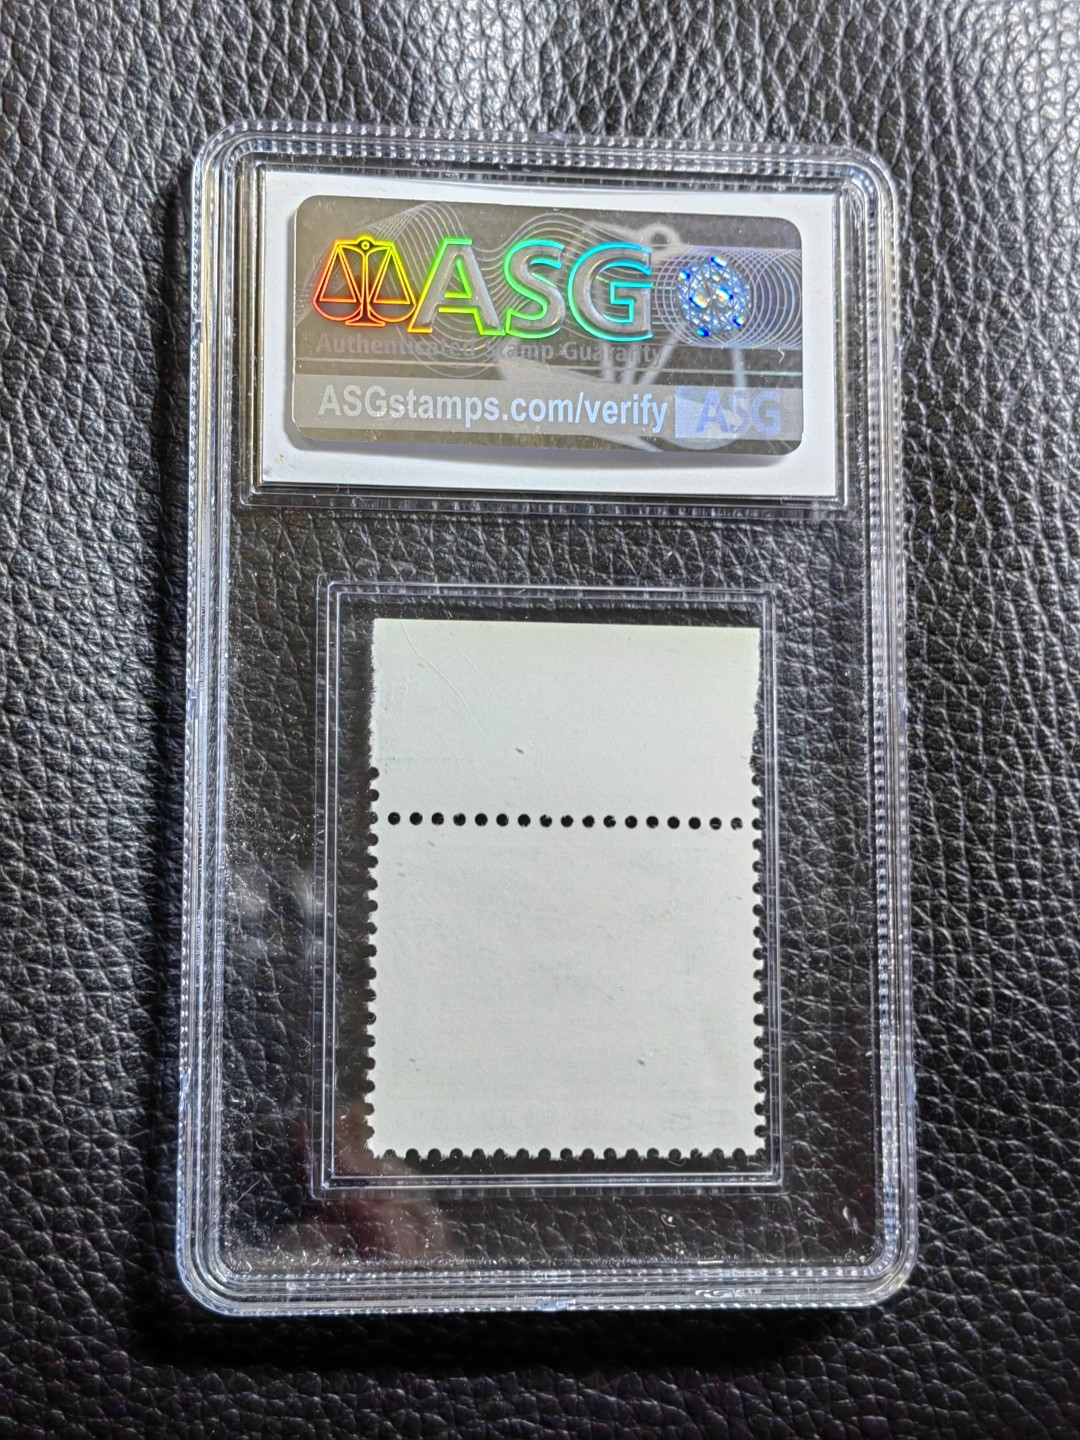 ASG
Authenticated Stamp Guaranty
ASGstamps.com/verify ASG